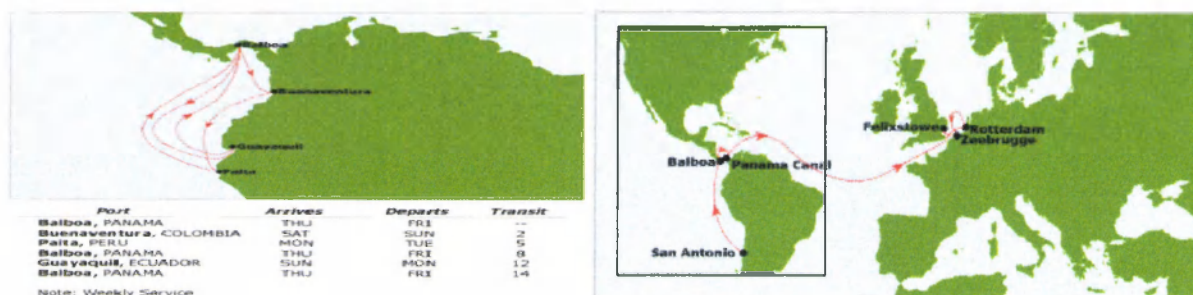 Balboa
Buenaventura
Guayaquil
Paita
Port Arrives Departs Transit
Balboa, PANAMA THU FRI --
Buenaventura, COLOMBIA SAT SUN 2
Paita, PERU MON TUE 5
Balboa, PANAMA THU FRI 8
Guayaquil, ECUADOR SUN MON 12
Balboa, PANAMA THU FRI 14
Note: Weekly Service
Felixstowe
Rotterdam
Zeebrugge
Balboa
Panama Canal
San Antonio